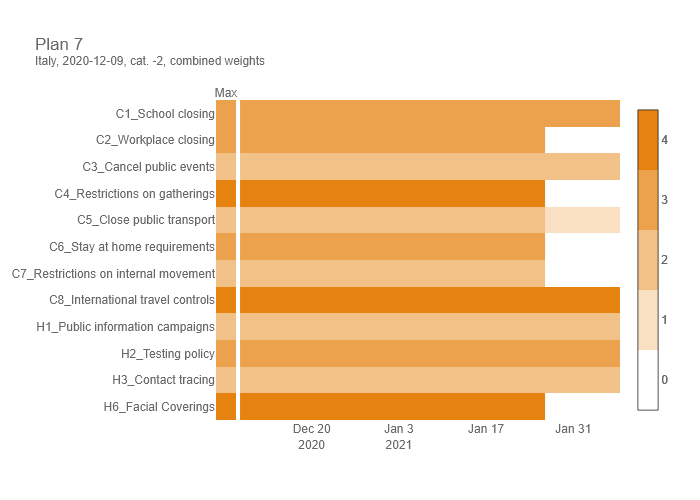 Plan 7
Italy, 2020-12-09, cat. -2, combined weights
Max
C1_School closing
C2_Workplace closing
C3_Cancel public events
C4_Restrictions on gatherings
C5_Close public transport
C6_Stay at home requirements
C7_Restrictions on internal movement
C8_International travel controls
H1_Public information campaigns
H2_Testing policy
H3_Contact tracing
H6_Facial Coverings
4
3
2
1
0
Dec 20 Jan 3 Jan 17 Jan 31
2020 2021